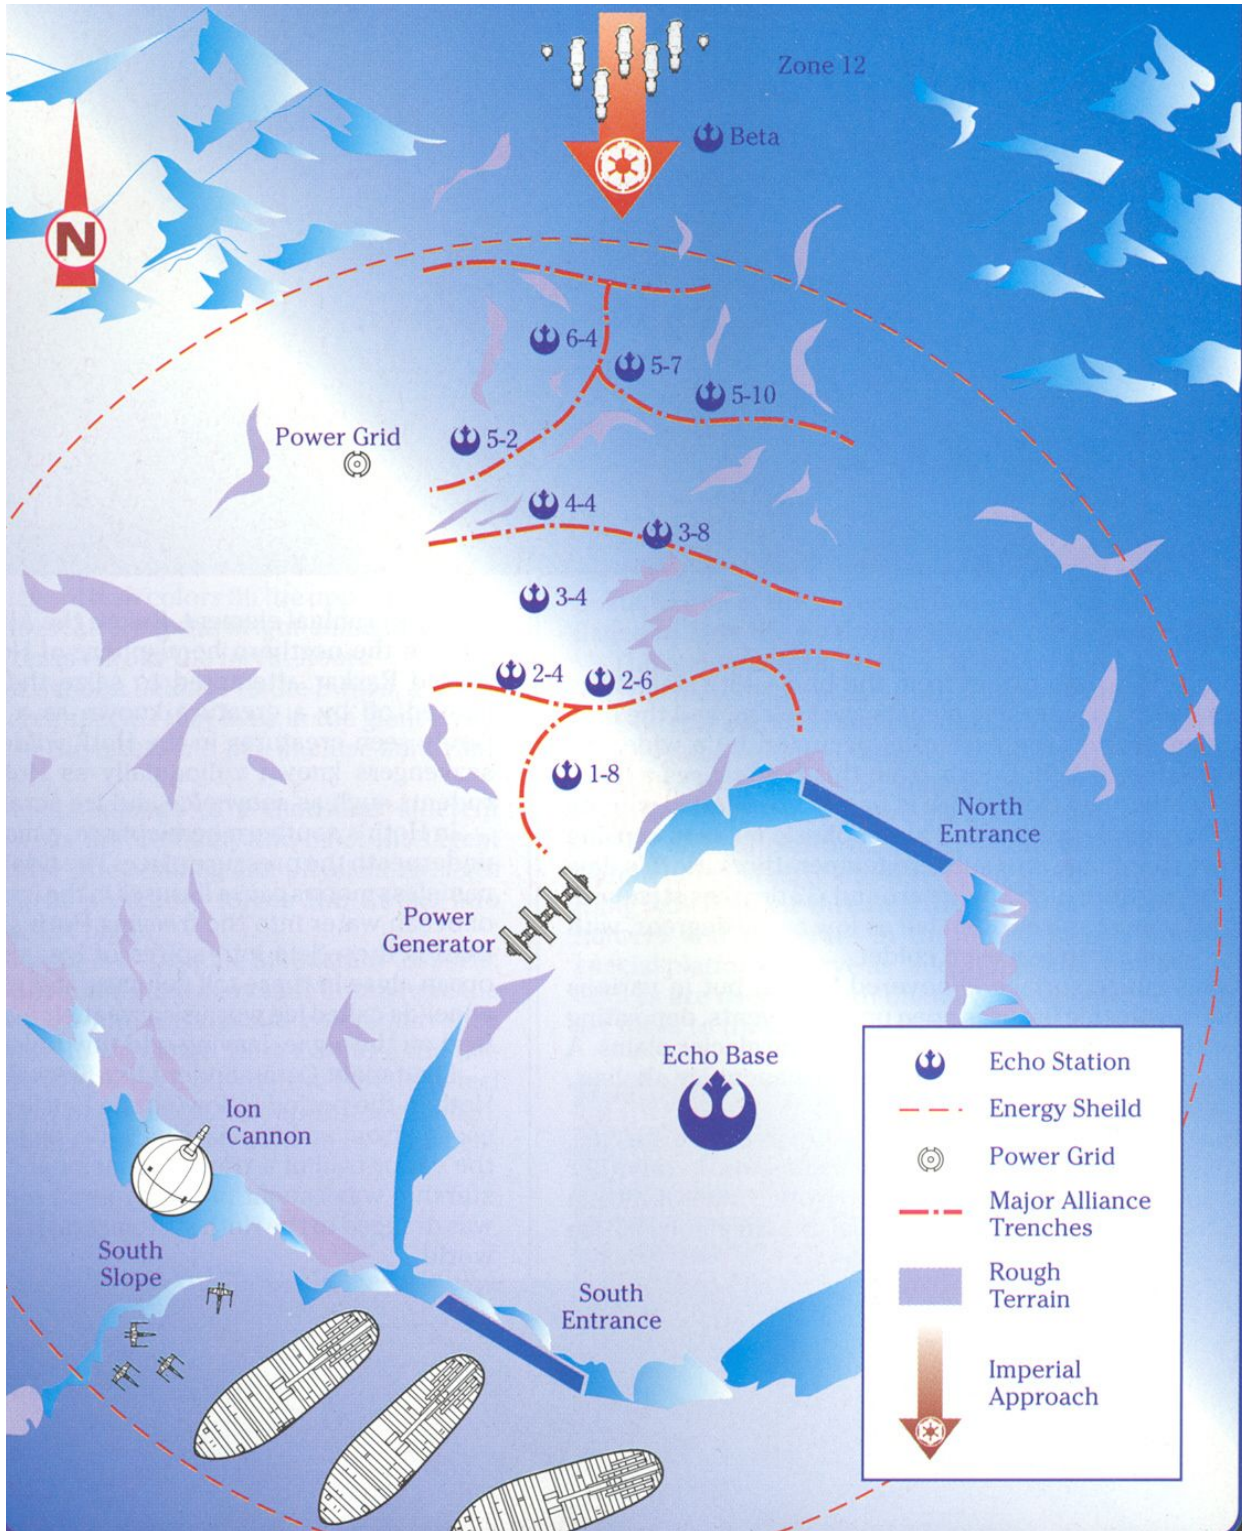 Zone 12
Beta
N
6-4
5-7
5-10
Power Grid
5-2
4-4
3-8
3-4
2-4
2-6
1-8
North
Entrance
Power
Generator
Echo Base
Ion
Cannon
South
Slope
South
Entrance
Echo Station
Energy Sheild
Power Grid
Major Alliance
Trenches
Rough
Terrain
Imperial
Approach